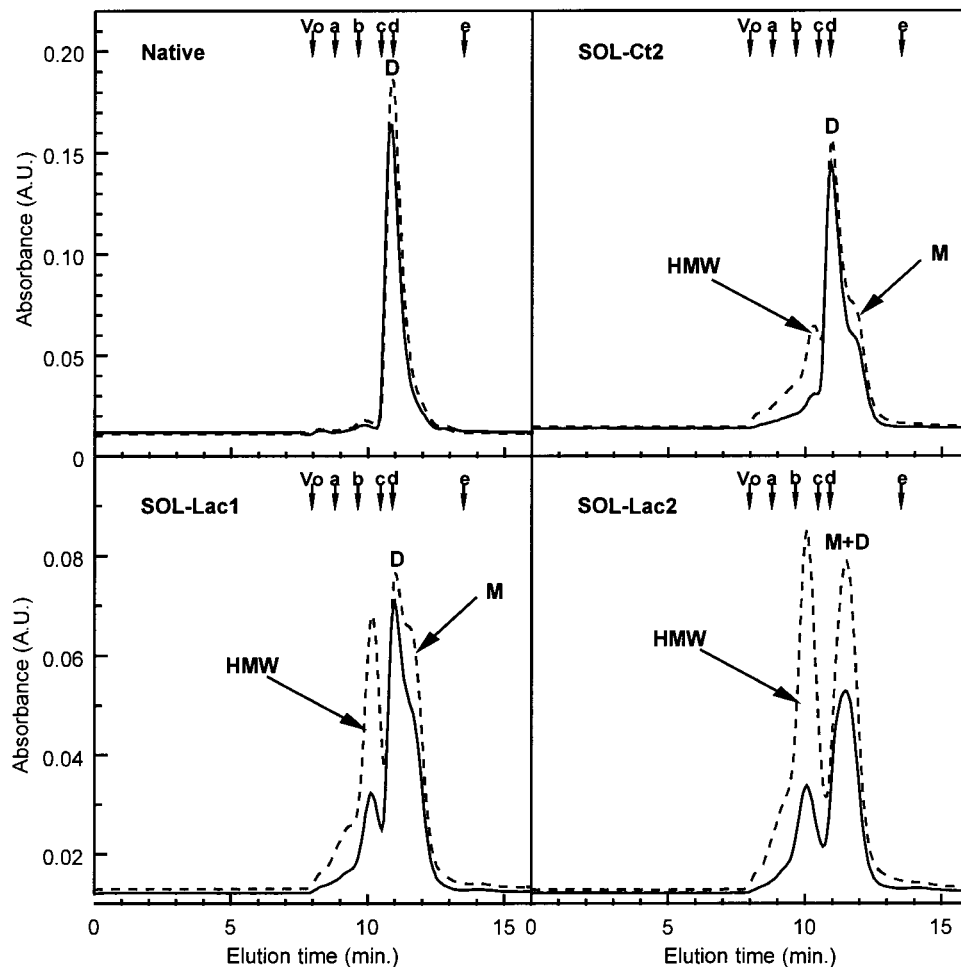 Vo a b c d e
Native
D
Vo a b c d e
SOL-Ct2
D
HMW
M
0.20
0.15
0.10
0.05
0
Absorbance (A.U.)
Vo a b c d e
SOL-Lac1
D
M
HMW
Vo a b c d e
SOL-Lac2
M+D
HMW
0.08
0.06
0.04
0.02
Absorbance (A.U.)
0 5 10 15
0 5 10 15
Elution time (min.)
Elution time (min.)